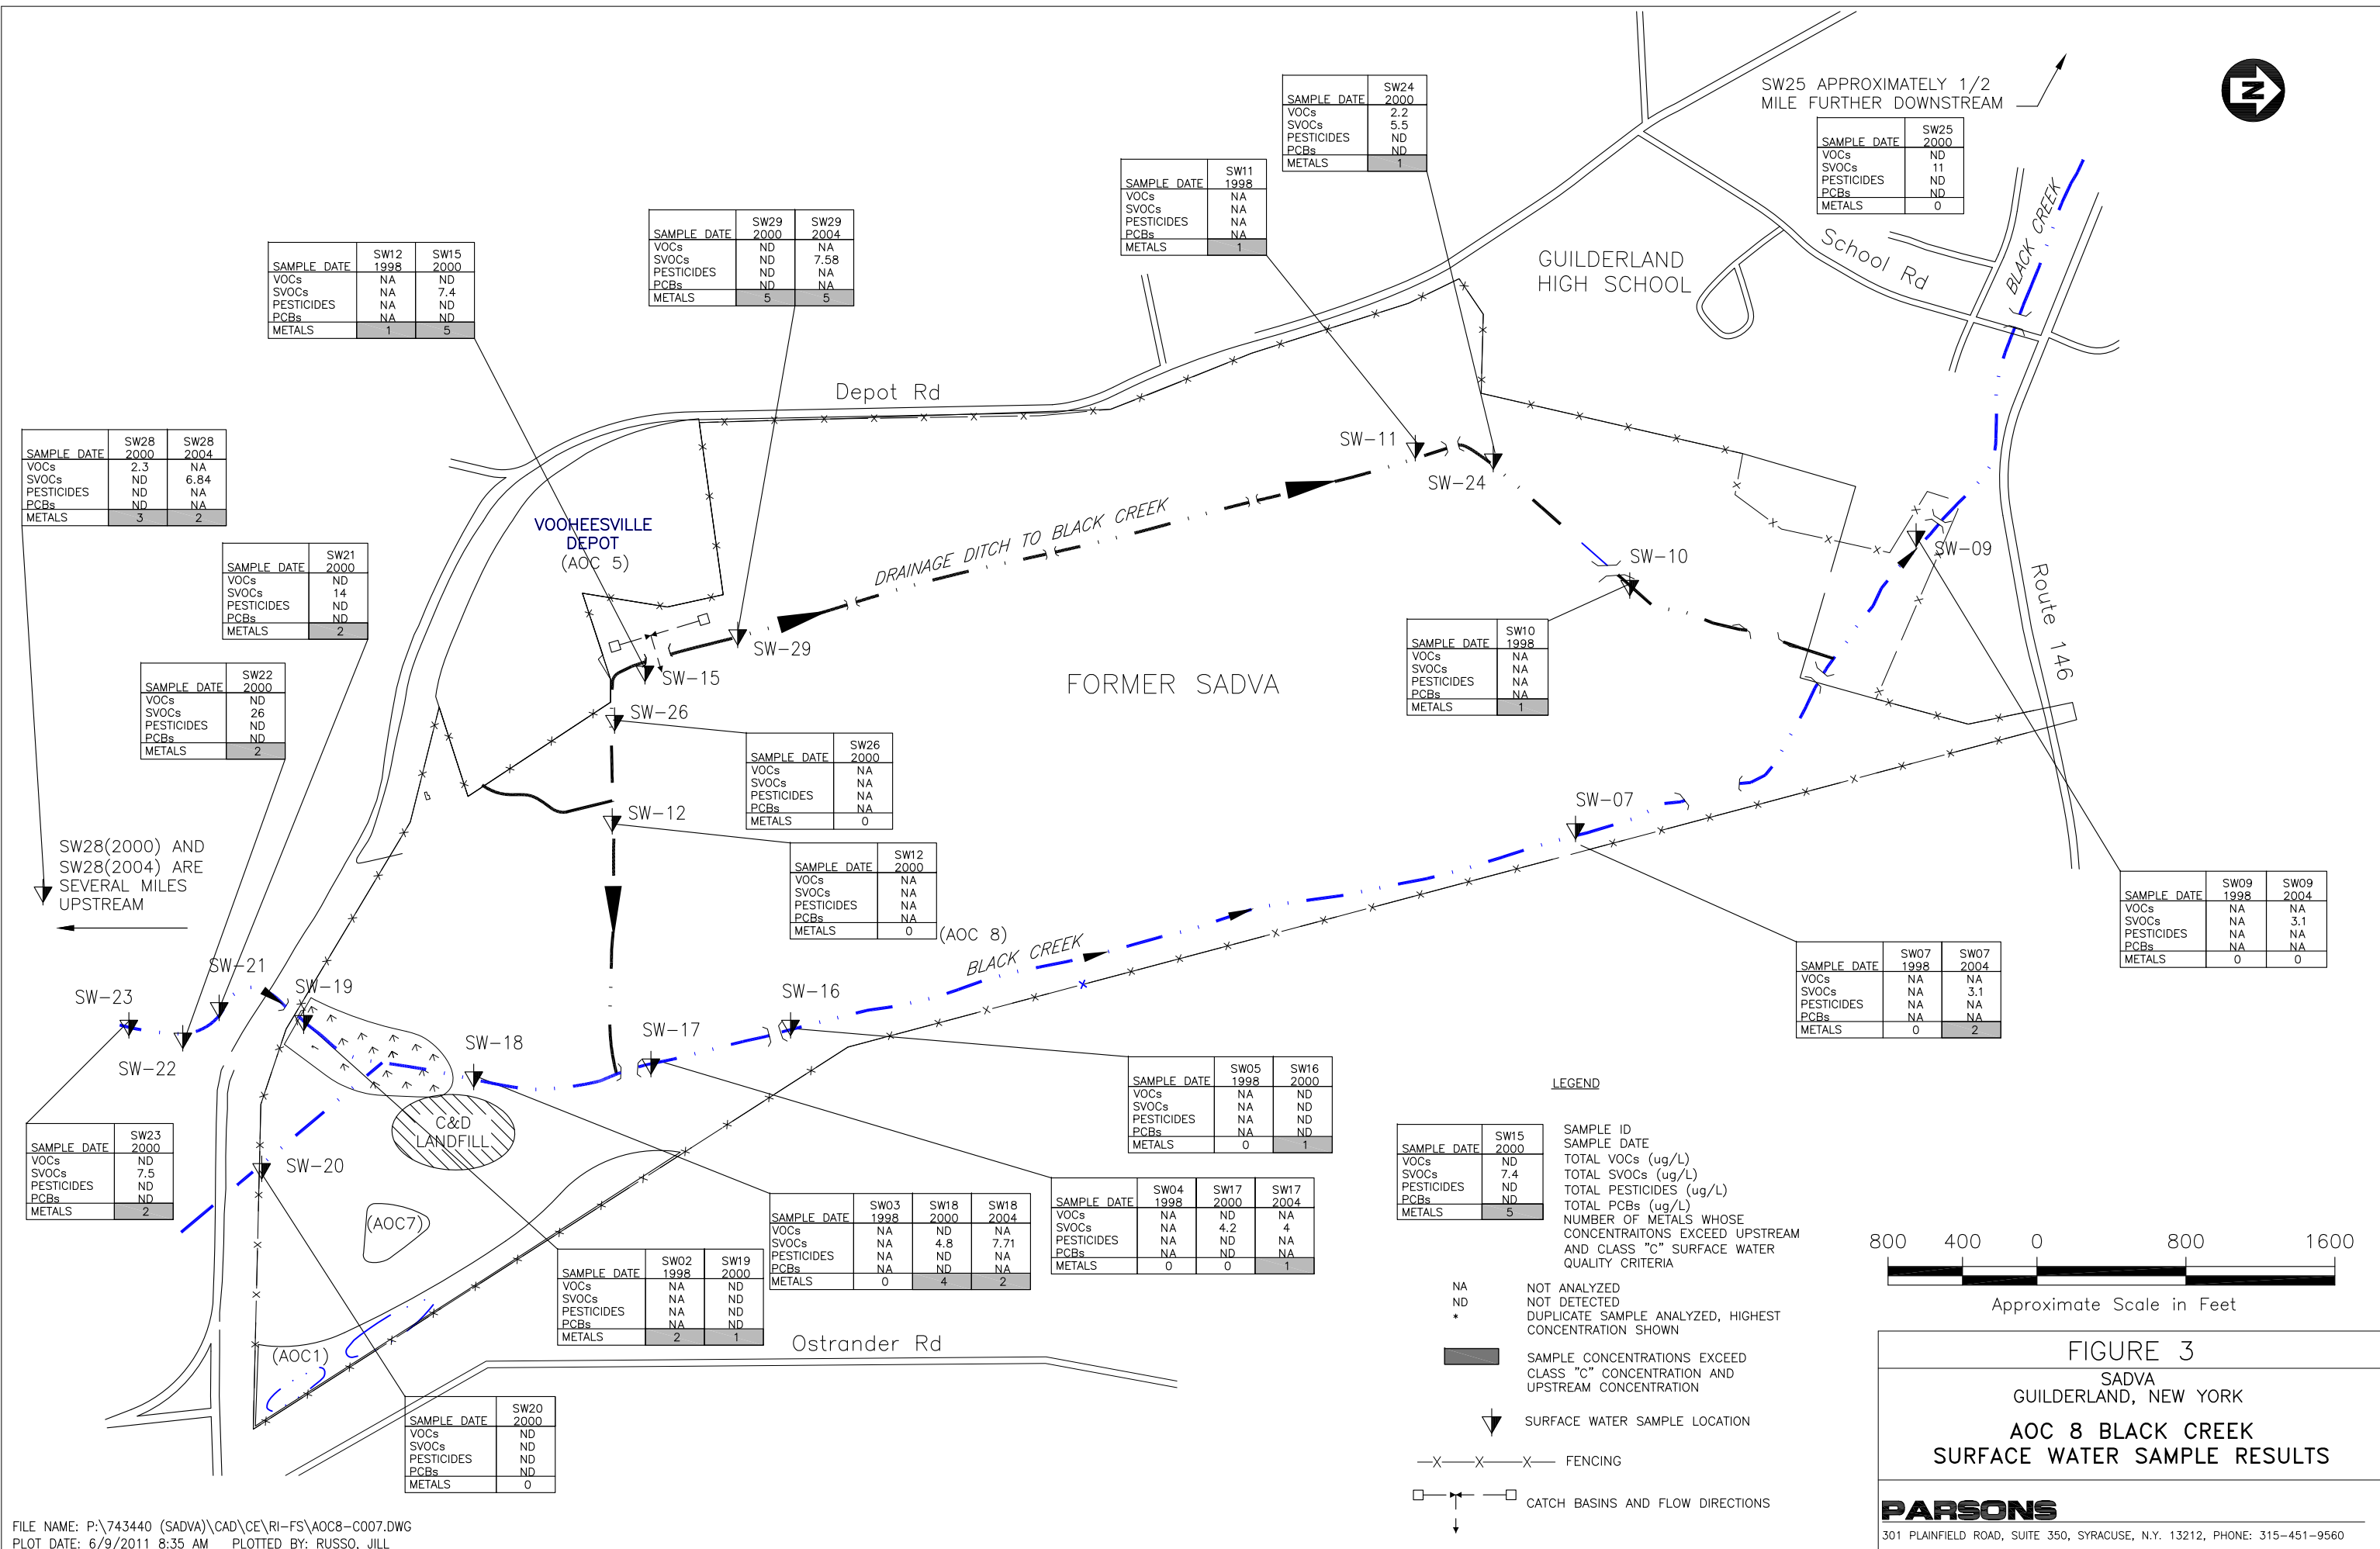 SW25 APPROXIMATELY 1/2
MILE FURTHER DOWNSTREAM
N
SW24
SAMPLE DATE 2000
VOCs 2.2
SVOCs 5.5
PESTICIDES ND
PCBs ND
METALS 1
SW25
SAMPLE DATE 2000
VOCs ND
SVOCs 11
PESTICIDES ND
PCBs ND
METALS 0
SW11
SAMPLE DATE 1998
VOCs NA
SVOCs NA
PESTICIDES NA
PCBs NA
METALS 1
SW29 SW29
SAMPLE DATE 2000 2004
VOCs ND NA
SVOCs ND 7.58
PESTICIDES ND NA
PCBs ND NA
METALS 5 5
SW12 SW15
SAMPLE DATE 1998 2000
VOCs NA ND
SVOCs NA 7.4
PESTICIDES NA ND
PCBs NA ND
METALS 1 5
BLACK CREEK
School Rd
GUILDERLAND
HIGH SCHOOL
Depot Rd
SW28 SW28
SAMPLE DATE 2000 2004
VOCs 2.3 NA
SVOCs ND 6.84
PESTICIDES ND NA
PCBs ND NA
METALS 3 2
SW-11
SW-24
VOOHEESVILLE
DEPOT
(AOC 5)
DRAINAGE DITCH TO BLACK CREEK
SW-10
SW-09
Route 146
SW21
SAMPLE DATE 2000
VOCs ND
SVOCs 14
PESTICIDES ND
PCBs ND
METALS 2
SW-29
SW-15
FORMER SADVA
SW10
SAMPLE DATE 1998
VOCs NA
SVOCs NA
PESTICIDES NA
PCBs NA
METALS 1
SW22
SAMPLE DATE 2000
VOCs ND
SVOCs 26
PESTICIDES ND
PCBs ND
METALS 2
SW-26
SW26
SAMPLE DATE 2000
VOCs NA
SVOCs NA
PESTICIDES NA
PCBs NA
METALS 0
SW-12
SW-07
SW28(2000) AND
SW28(2004) ARE
SEVERAL MILES
UPSTREAM
SW12
SAMPLE DATE 2000
VOCs NA
SVOCs NA
PESTICIDES NA
PCBs NA
METALS 0
(AOC 8)
BLACK CREEK
SW09 SW09
SAMPLE DATE 1998 2004
VOCs NA NA
SVOCs NA 3.1
PESTICIDES NA NA
PCBs NA NA
METALS 0 0
SW07 SW07
SAMPLE DATE 1998 2004
VOCs NA NA
SVOCs NA 3.1
PESTICIDES NA NA
PCBs NA NA
METALS 0 2
SW-21
SW-23
SW-19
SW-16
SW-17
SW-18
SW-22
C&D
LANDFILL
SW05 SW16
SAMPLE DATE 1998 2000
VOCs NA ND
SVOCs NA ND
PESTICIDES NA ND
PCBs NA ND
METALS 0 1
SW23
SAMPLE DATE 2000
VOCs ND
SVOCs 7.5
PESTICIDES ND
PCBs ND
METALS 2
SW-20
(AOC7)
SW03 SW18 SW18
SAMPLE DATE 1998 2000 2004
VOCs NA ND NA
SVOCs NA 4.8 7.71
PESTICIDES NA ND NA
PCBs NA ND NA
METALS 0 4 2
SW04 SW17 SW17
SAMPLE DATE 1998 2000 2004
VOCs NA ND NA
SVOCs NA 4.2 4
PESTICIDES NA ND NA
PCBs NA ND NA
METALS 0 0 1
SW02 SW19
SAMPLE DATE 1998 2000
VOCs NA ND
SVOCs NA ND
PESTICIDES NA ND
PCBs NA ND
METALS 2 1
(AOC1)
Ostrander Rd
SW20
SAMPLE DATE 2000
VOCs ND
SVOCs ND
PESTICIDES ND
PCBs ND
METALS 0
LEGEND
SW15
SAMPLE DATE 2000
VOCs ND
SVOCs 7.4
PESTICIDES ND
PCBs ND
METALS 5
SAMPLE ID
SAMPLE DATE
TOTAL VOCs (ug/L)
TOTAL SVOCs (ug/L)
TOTAL PESTICIDES (ug/L)
TOTAL PCBs (ug/L)
NUMBER OF METALS WHOSE
CONCENTRAITONS EXCEED UPSTREAM
AND CLASS "C" SURFACE WATER
QUALITY CRITERIA
NA NOT ANALYZED
ND NOT DETECTED
* DUPLICATE SAMPLE ANALYZED, HIGHEST
CONCENTRATION SHOWN
SAMPLE CONCENTRATIONS EXCEED
CLASS "C" CONCENTRATION AND
UPSTREAM CONCENTRATION
SURFACE WATER SAMPLE LOCATION
—X——X——X— FENCING
CATCH BASINS AND FLOW DIRECTIONS
800 400 0 800 1600
Approximate Scale in Feet
FIGURE 3
SADVA
GUILDERLAND, NEW YORK
AOC 8 BLACK CREEK
SURFACE WATER SAMPLE RESULTS
PARSONS
301 PLAINFIELD ROAD, SUITE 350, SYRACUSE, N.Y. 13212, PHONE: 315-451-9560
FILE NAME: P:\743440 (SADVA)\CAD\CE\RI-FS\AOC8-C007.DWG
PLOT DATE: 6/9/2011 8:35 AM PLOTTED BY: RUSSO, JILL